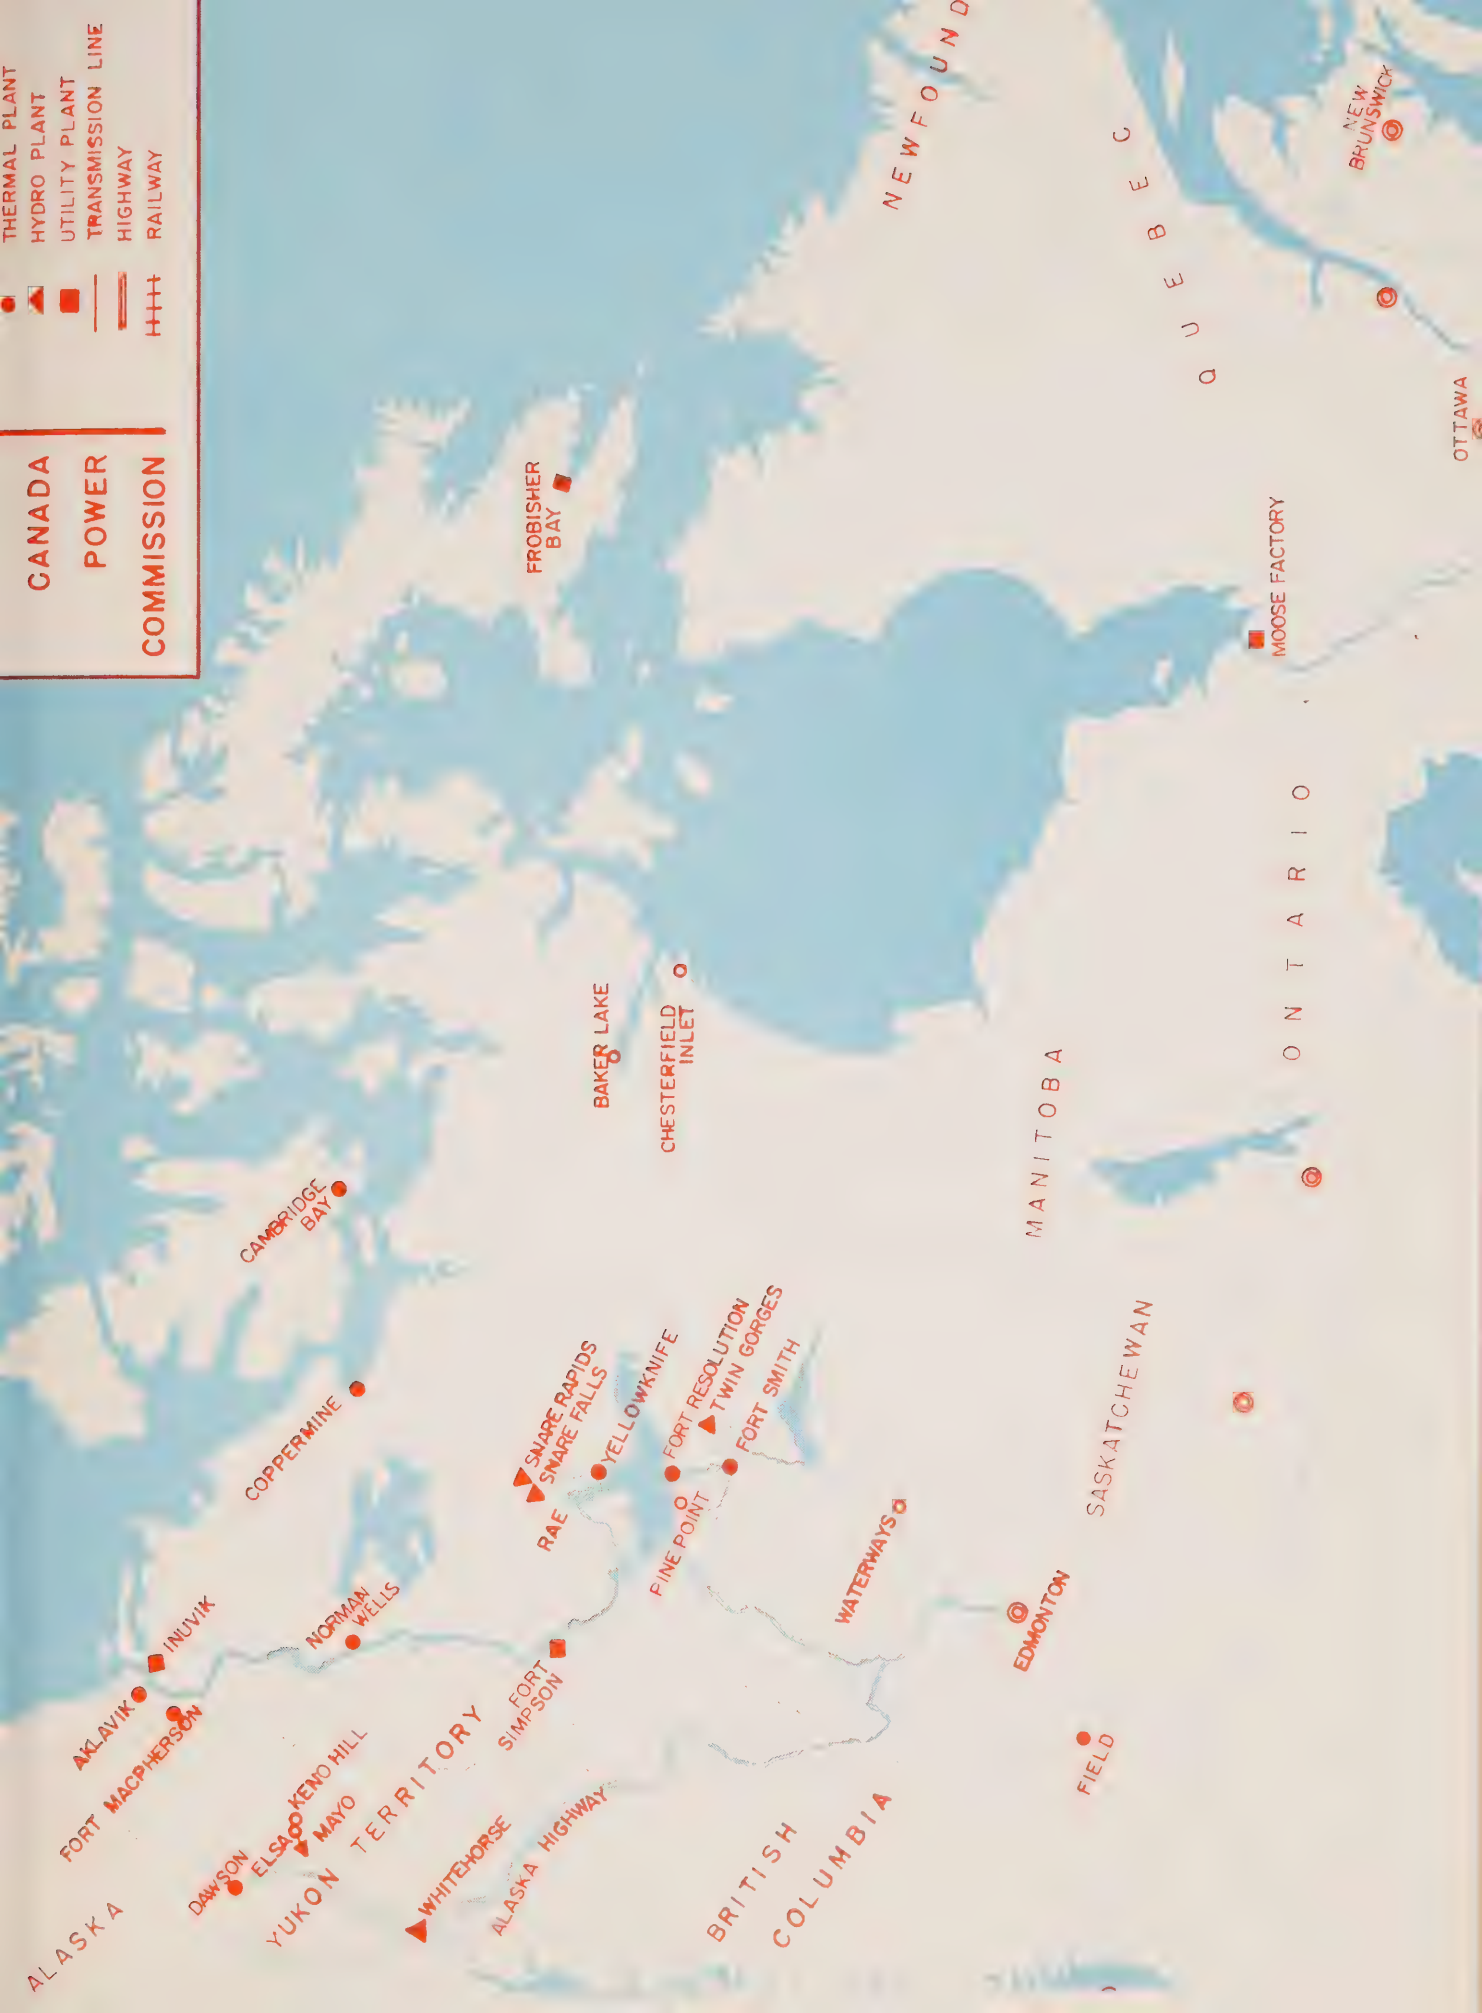 CANADA
POWER
COMMISSION
THERMAL PLANT
HYDRO PLANT
UTILITY PLANT
TRANSMISSION LINE
HIGHWAY
RAILWAY
ALASKA
AKLAVIK
INUVIK
FORT MACPHERSON
NORMAN
WELLS
DAWSON
ELSA
KENO HILL
MAYO
YUKON TERRITORY
WHITEHORSE
ALASKA HIGHWAY
FORT
SIMPSON
COPPERMINE
CAMBRIDGE
BAY
SNARE RAPIDS
SNARE FALLS
RAE
YELLOWKNIFE
FORT RESOLUTION
TWIN GORGES
PINE POINT
FORT SMITH
BAKER LAKE
CHESTERFIELD
INLET
FROBISHER
BAY
BRITISH
COLUMBIA
FIELD
EDMONTON
WATERWAYS
SASKATCHEWAN
MANITOBA
ONTARIO
MOOSE FACTORY
OTTAWA
QUEBEC
NEWFOUND
NEW
BRUNSWICK